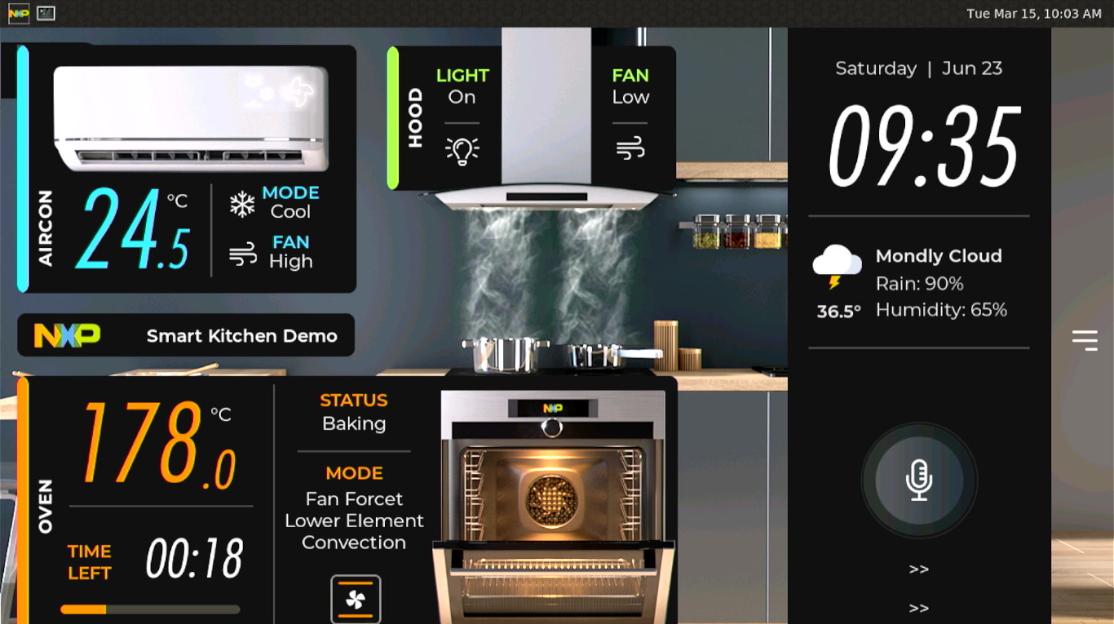 NXP
Tue Mar 15, 10:03 AM
AIRCON
24.5 °C
MODE
Cool
FAN
High
HOOD
LIGHT
On
FAN
Low
NXP Smart Kitchen Demo
OVEN
178.0 °C
TIME
LEFT
00:18
STATUS
Baking
MODE
Fan Forcet
Lower Element
Convection
NXP
Saturday | Jun 23
09:35
Mondly Cloud
Rain: 90%
36.5° Humidity: 65%
>>
>>